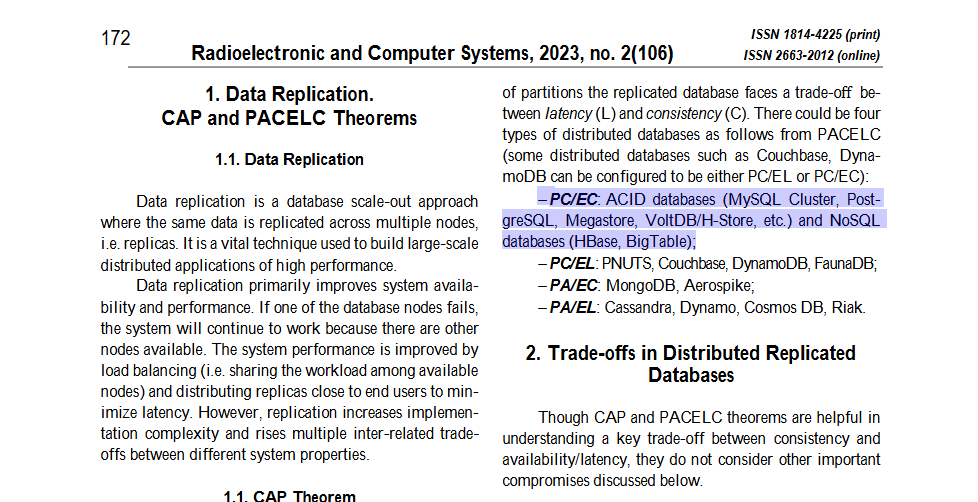 172
Radioelectronic and Computer Systems, 2023, no. 2(106)
ISSN 1814-4225 (print)
ISSN 2663-2012 (online)
1. Data Replication.
CAP and PACELC Theorems
1.1. Data Replication
Data replication is a database scale-out approach
where the same data is replicated across multiple nodes,
i.e. replicas. It is a vital technique used to build large-scale
distributed applications of high performance.
Data replication primarily improves system availa-
bility and performance. If one of the database nodes fails,
the system will continue to work because there are other
nodes available. The system performance is improved by
load balancing (i.e. sharing the workload among available
nodes) and distributing replicas close to end users to min-
imize latency. However, replication increases implemen-
tation complexity and rises multiple inter-related trade-
offs between different system properties.
1.1. CAP Theorem
of partitions the replicated database faces a trade-off be-
tween latency (L) and consistency (C). There could be four
types of distributed databases as follows from PACELC
(some distributed databases such as Couchbase, Dyna-
moDB can be configured to be either PC/EL or PC/EC):
– PC/EC: ACID databases (MySQL Cluster, Post-
greSQL, Megastore, VoltDB/H-Store, etc.) and NoSQL
databases (HBase, BigTable);
– PC/EL: PNUTS, Couchbase, DynamoDB, FaunaDB;
– PA/EC: MongoDB, Aerospike;
– PA/EL: Cassandra, Dynamo, Cosmos DB, Riak.
2. Trade-offs in Distributed Replicated
Databases
Though CAP and PACELC theorems are helpful in
understanding a key trade-off between consistency and
availability/latency, they do not consider other important
compromises discussed below.